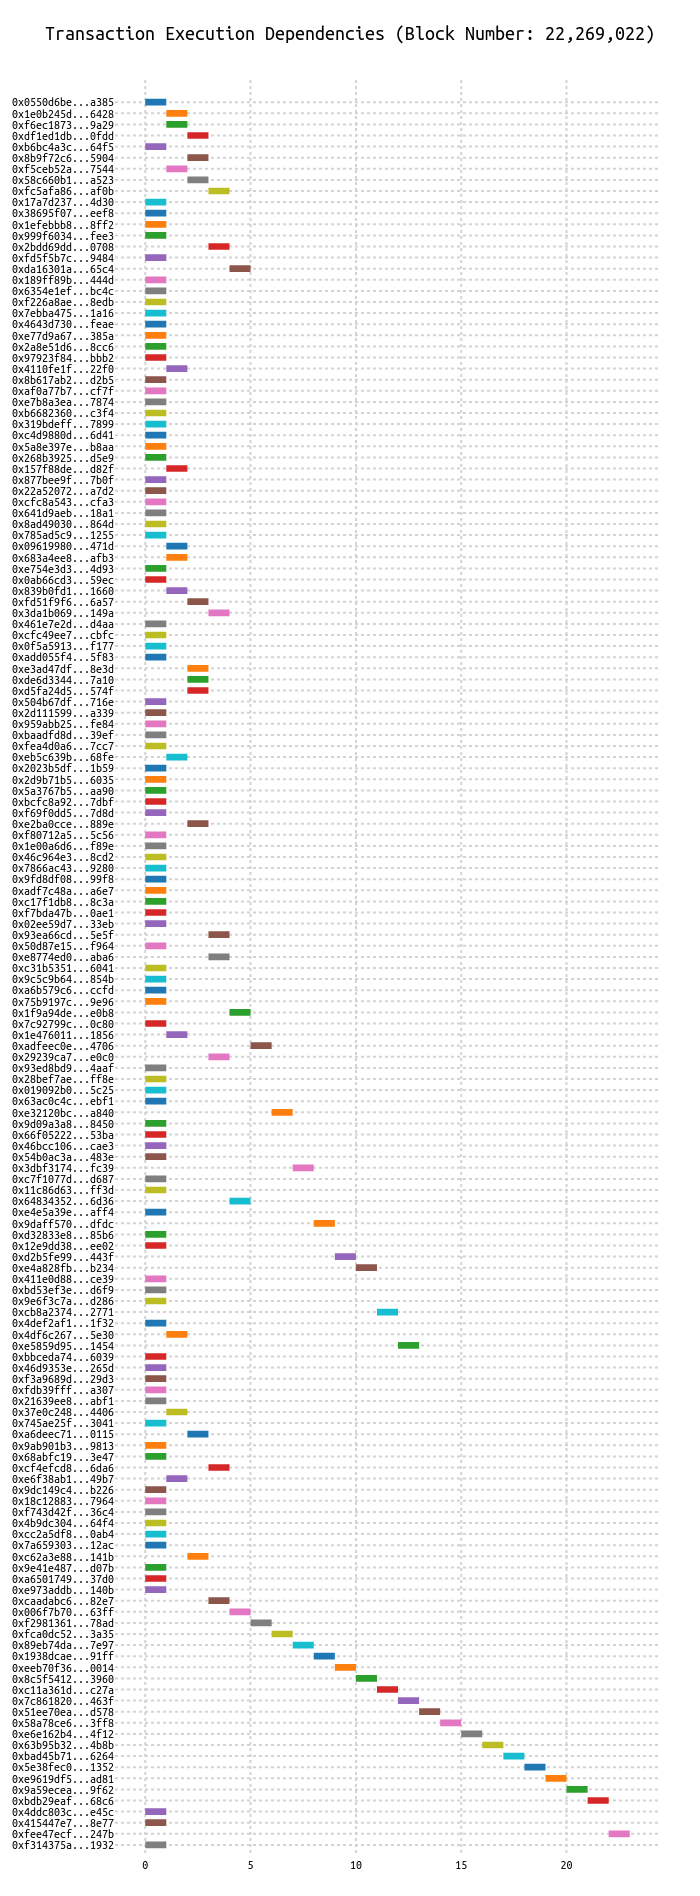 Transaction Execution Dependencies (Block Number: 22,269,022)
0x0550d6be...a385
0x1e0b245d...6428
0xf6ec1873...9a29
0xdf1ed1db...0fdd
0xb6bc4a3c...64f5
0x8b9f72c6...5904
0xf5ceb52a...7544
0x58c660b1...a523
0xfc5afa86...af0b
0x17a7d237...4d30
0x38695f07...eef8
0x1efebbb8...8ff2
0x999f6034...fee3
0x2bdd69dd...0708
0xfd5f5b7c...9484
0xda16301a...65c4
0x189ff89b...444d
0x6354e1ef...bc4c
0xf226a8ae...8edb
0x7ebba475...1a16
0x4643d730...feae
0xe77d9a67...385a
0x2a8e51d6...8cc6
0x97923f84...bbb2
0x4110fe1f...22f0
0x8b617ab2...d2b5
0xaf0a77b7...cf7f
0xe7b8a3ea...7874
0xb6682360...c3f4
0x319bdeff...7899
0xc4d9880d...6d41
0x5a8e397e...b8aa
0x268b3925...d5e9
0x157f88de...d82f
0x877bee9f...7b0f
0x22a52072...a7d2
0xcfc8a543...cfa3
0x641d9aeb...18a1
0x8ad49030...864d
0x785ad5c9...1255
0x09619980...471d
0x683a4ee8...afb3
0xe754e3d3...4d93
0x0ab66cd3...59ec
0x839b0fd1...1660
0xfd51f9f6...6a57
0x3da1b069...149a
0x461e7e2d...d4aa
0xcfc49ee7...cbfc
0x0f5a5913...f177
0xadd055f4...5f83
0xe3ad47df...8e3d
0xde6d3344...7a10
0xd5fa24d5...574f
0x504b67df...716e
0x2d111599...a339
0x959abb25...fe84
0xbaadfd8d...39ef
0xfea4d0a6...7cc7
0xeb5c639b...68fe
0x2023b5df...1b59
0x2d9b71b5...6035
0x5a3767b5...aa90
0xbcfc8a92...7dbf
0xf69f0dd5...7d8d
0xe2ba0cce...889e
0xf80712a5...5c56
0x1e00a6d6...f89e
0x46c964e3...8cd2
0x7866ac43...9280
0x9fd8df08...99f8
0xadf7c48a...a6e7
0xc17f1db8...8c3a
0xf7bda47b...0ae1
0x02ee59d7...33eb
0x93ea66cd...5e5f
0x50d87e15...f964
0xe8774ed0...aba6
0xc31b5351...6041
0x9c5c9b64...854b
0xa6b579c6...ccfd
0x75b9197c...9e96
0x1f9a94de...e0b8
0x7c92799c...0c80
0x1e476011...1856
0xadfeec0e...4706
0x29239ca7...e0c0
0x93ed8bd9...4aaf
0x28bef7ae...ff8e
0x019092b0...5c25
0x63ac0c4c...ebf1
0xe32120bc...a840
0x9d09a3a8...8450
0x66f05222...53ba
0x46bcc106...cae3
0x54b0ac3a...483e
0x3dbf3174...fc39
0xc7f1077d...d687
0x11c86d63...ff3d
0x64834352...6d36
0xe4e5a39e...aff4
0x9daff570...dfdc
0xd32833e8...85b6
0x12e9dd38...ee02
0xd2b5fe99...443f
0xe4a828fb...b234
0x411e0d88...ce39
0xbd53ef3e...d6f9
0x9e6f3c7a...d286
0xcb8a2374...2771
0x4def2af1...1f32
0x4df6c267...5e30
0xe5859d95...1454
0xbbceda74...6039
0x46d9353e...265d
0xf3a9689d...29d3
0xfdb39fff...a307
0x21639ee8...abf1
0x37e0c248...4406
0x745ae25f...3041
0xa6deec71...0115
0x9ab901b3...9813
0x68abfc19...3e47
0xcf4efcd8...6da6
0xe6f38ab1...49b7
0x9dc149c4...b226
0x18c12883...7964
0xf743d42f...36c4
0x4b9dc304...64f4
0xcc2a5df8...0ab4
0x7a659303...12ac
0xc62a3e88...141b
0x9e41e487...d07b
0xa6501749...37d0
0xe973addb...140b
0xcaadabc6...82e7
0x006f7b70...63ff
0xf2981361...78ad
0xfca0dc52...3a35
0x89eb74da...7e97
0x1938dcae...91ff
0xeeb70f36...0014
0x8c5f5412...3960
0xc11a361d...c27a
0x7c861820...463f
0x51ee70ea...d578
0x58a78ce6...3ff8
0xe6e162b4...4f12
0x63b95b32...4b8b
0xbad45b71...6264
0x5e38fec0...1352
0xe9619df5...ad81
0x9a59ecea...9f62
0xbdb29eaf...68c6
0x4ddc803c...e45c
0x415447e7...8e77
0xfee47ecf...247b
0xf314375a...1932
0 5 10 15 20